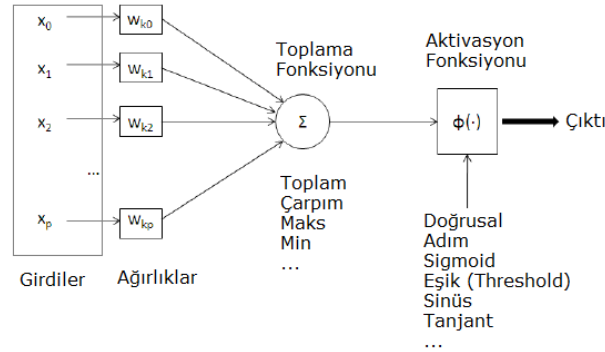 x0
wk0
x1
wk1
x2
wk2
...
xp
wkp
Girdiler
Ağırlıklar
Toplama
Fonksiyonu
Σ
Toplam
Çarpım
Maks
Min
...
Aktivasyon
Fonksiyonu
ϕ(·)
Çıktı
Doğrusal
Adım
Sigmoid
Eşik (Threshold)
Sinüs
Tanjant
...